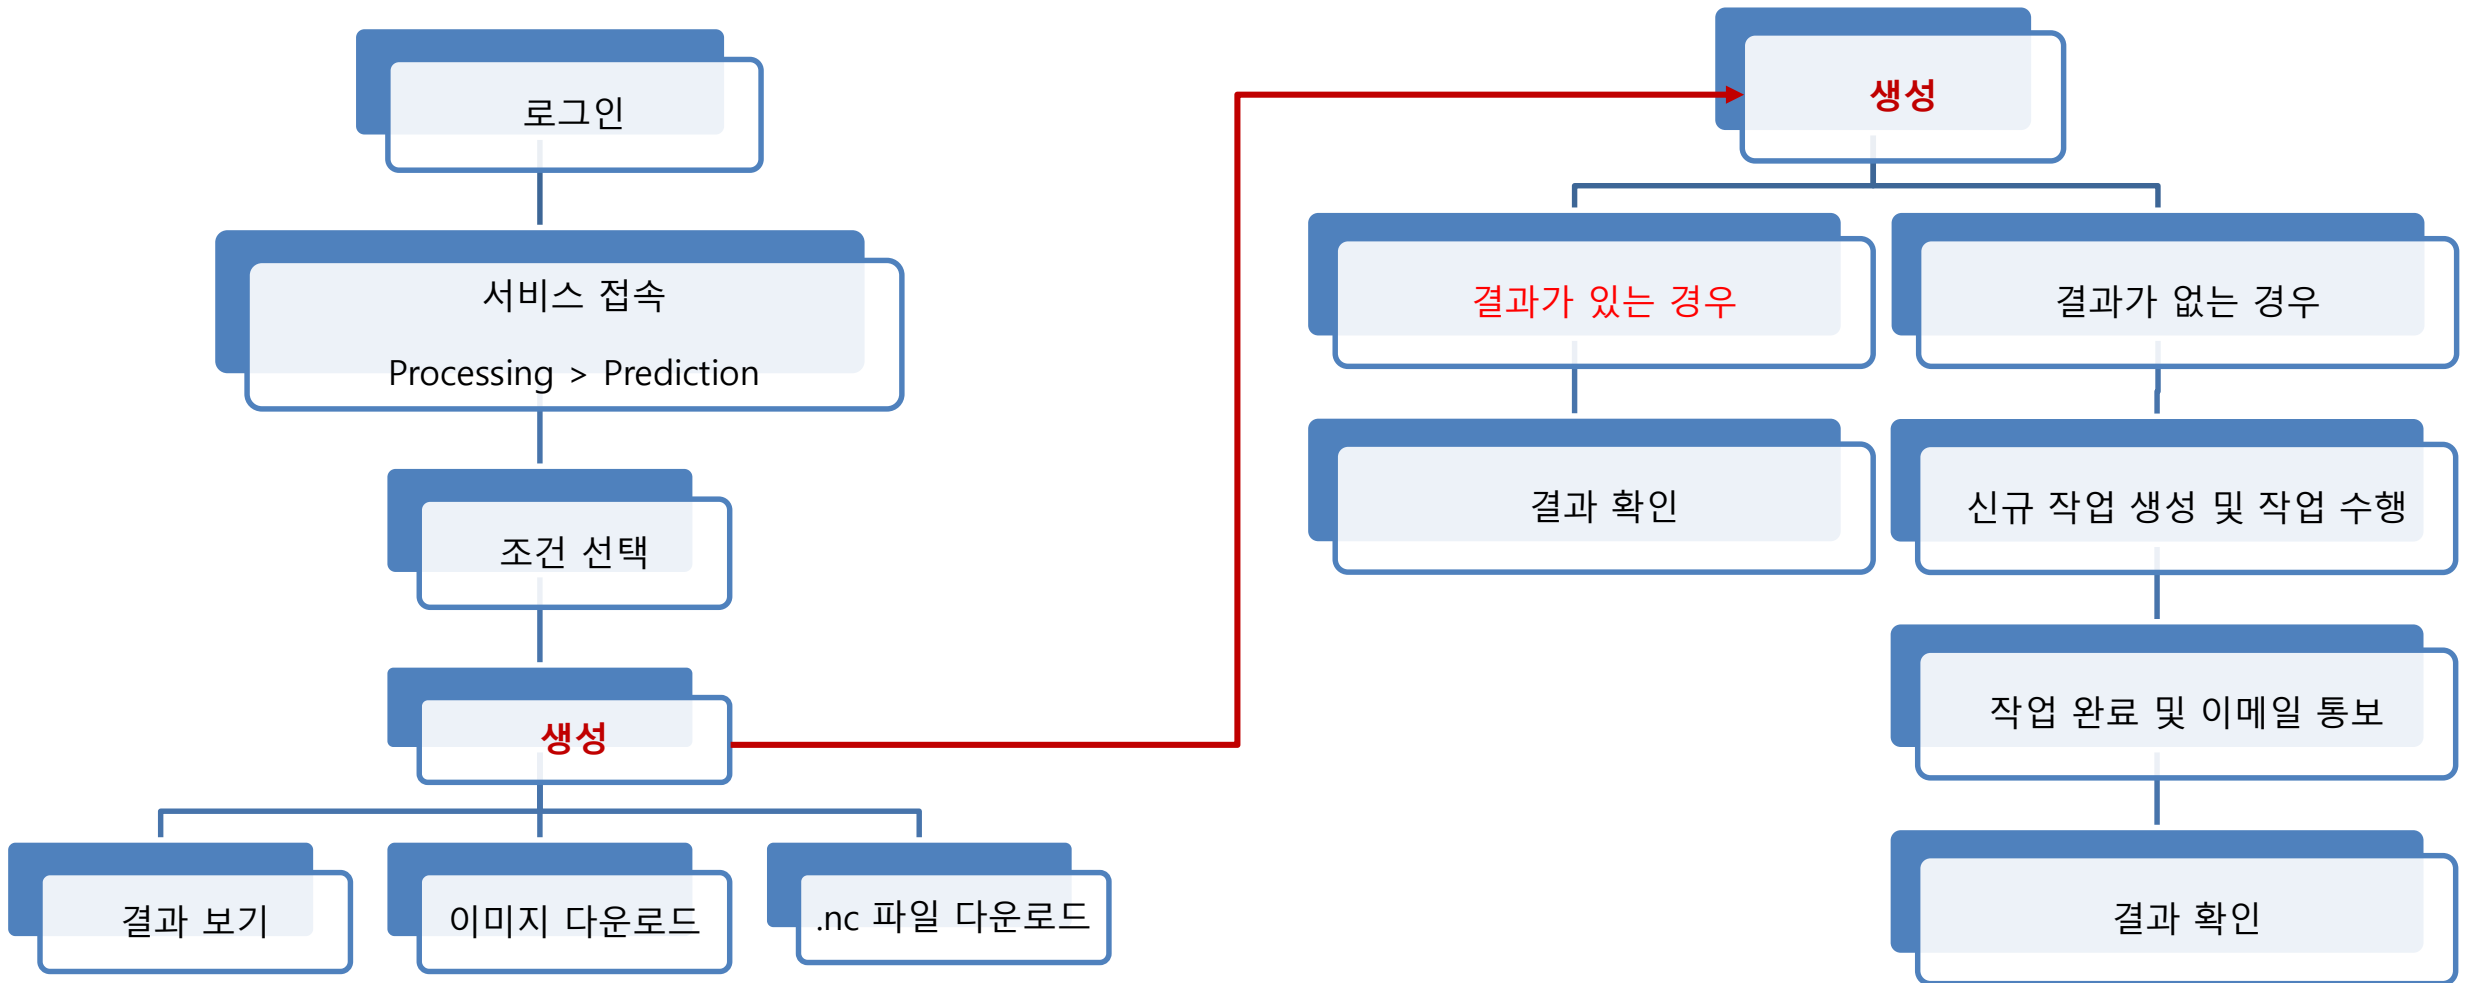 로그인
서비스 접속
Processing > Prediction
조건 선택
생성
결과 보기
이미지 다운로드
.nc 파일 다운로드
생성
결과가 있는 경우
결과 확인
결과가 없는 경우
신규 작업 생성 및 작업 수행
작업 완료 및 이메일 통보
결과 확인